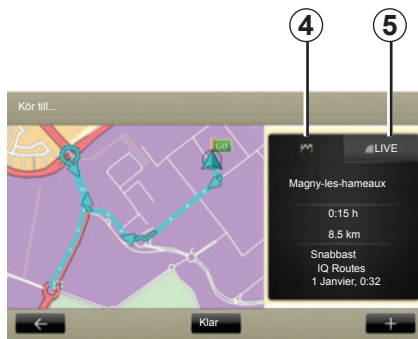 4 5
Kör till...
GO
LIVE
Magny-les-hameaux
0:15 h
8.5 km
Snabbast
IQ Routes
1 Janvier, 0:32
Klar